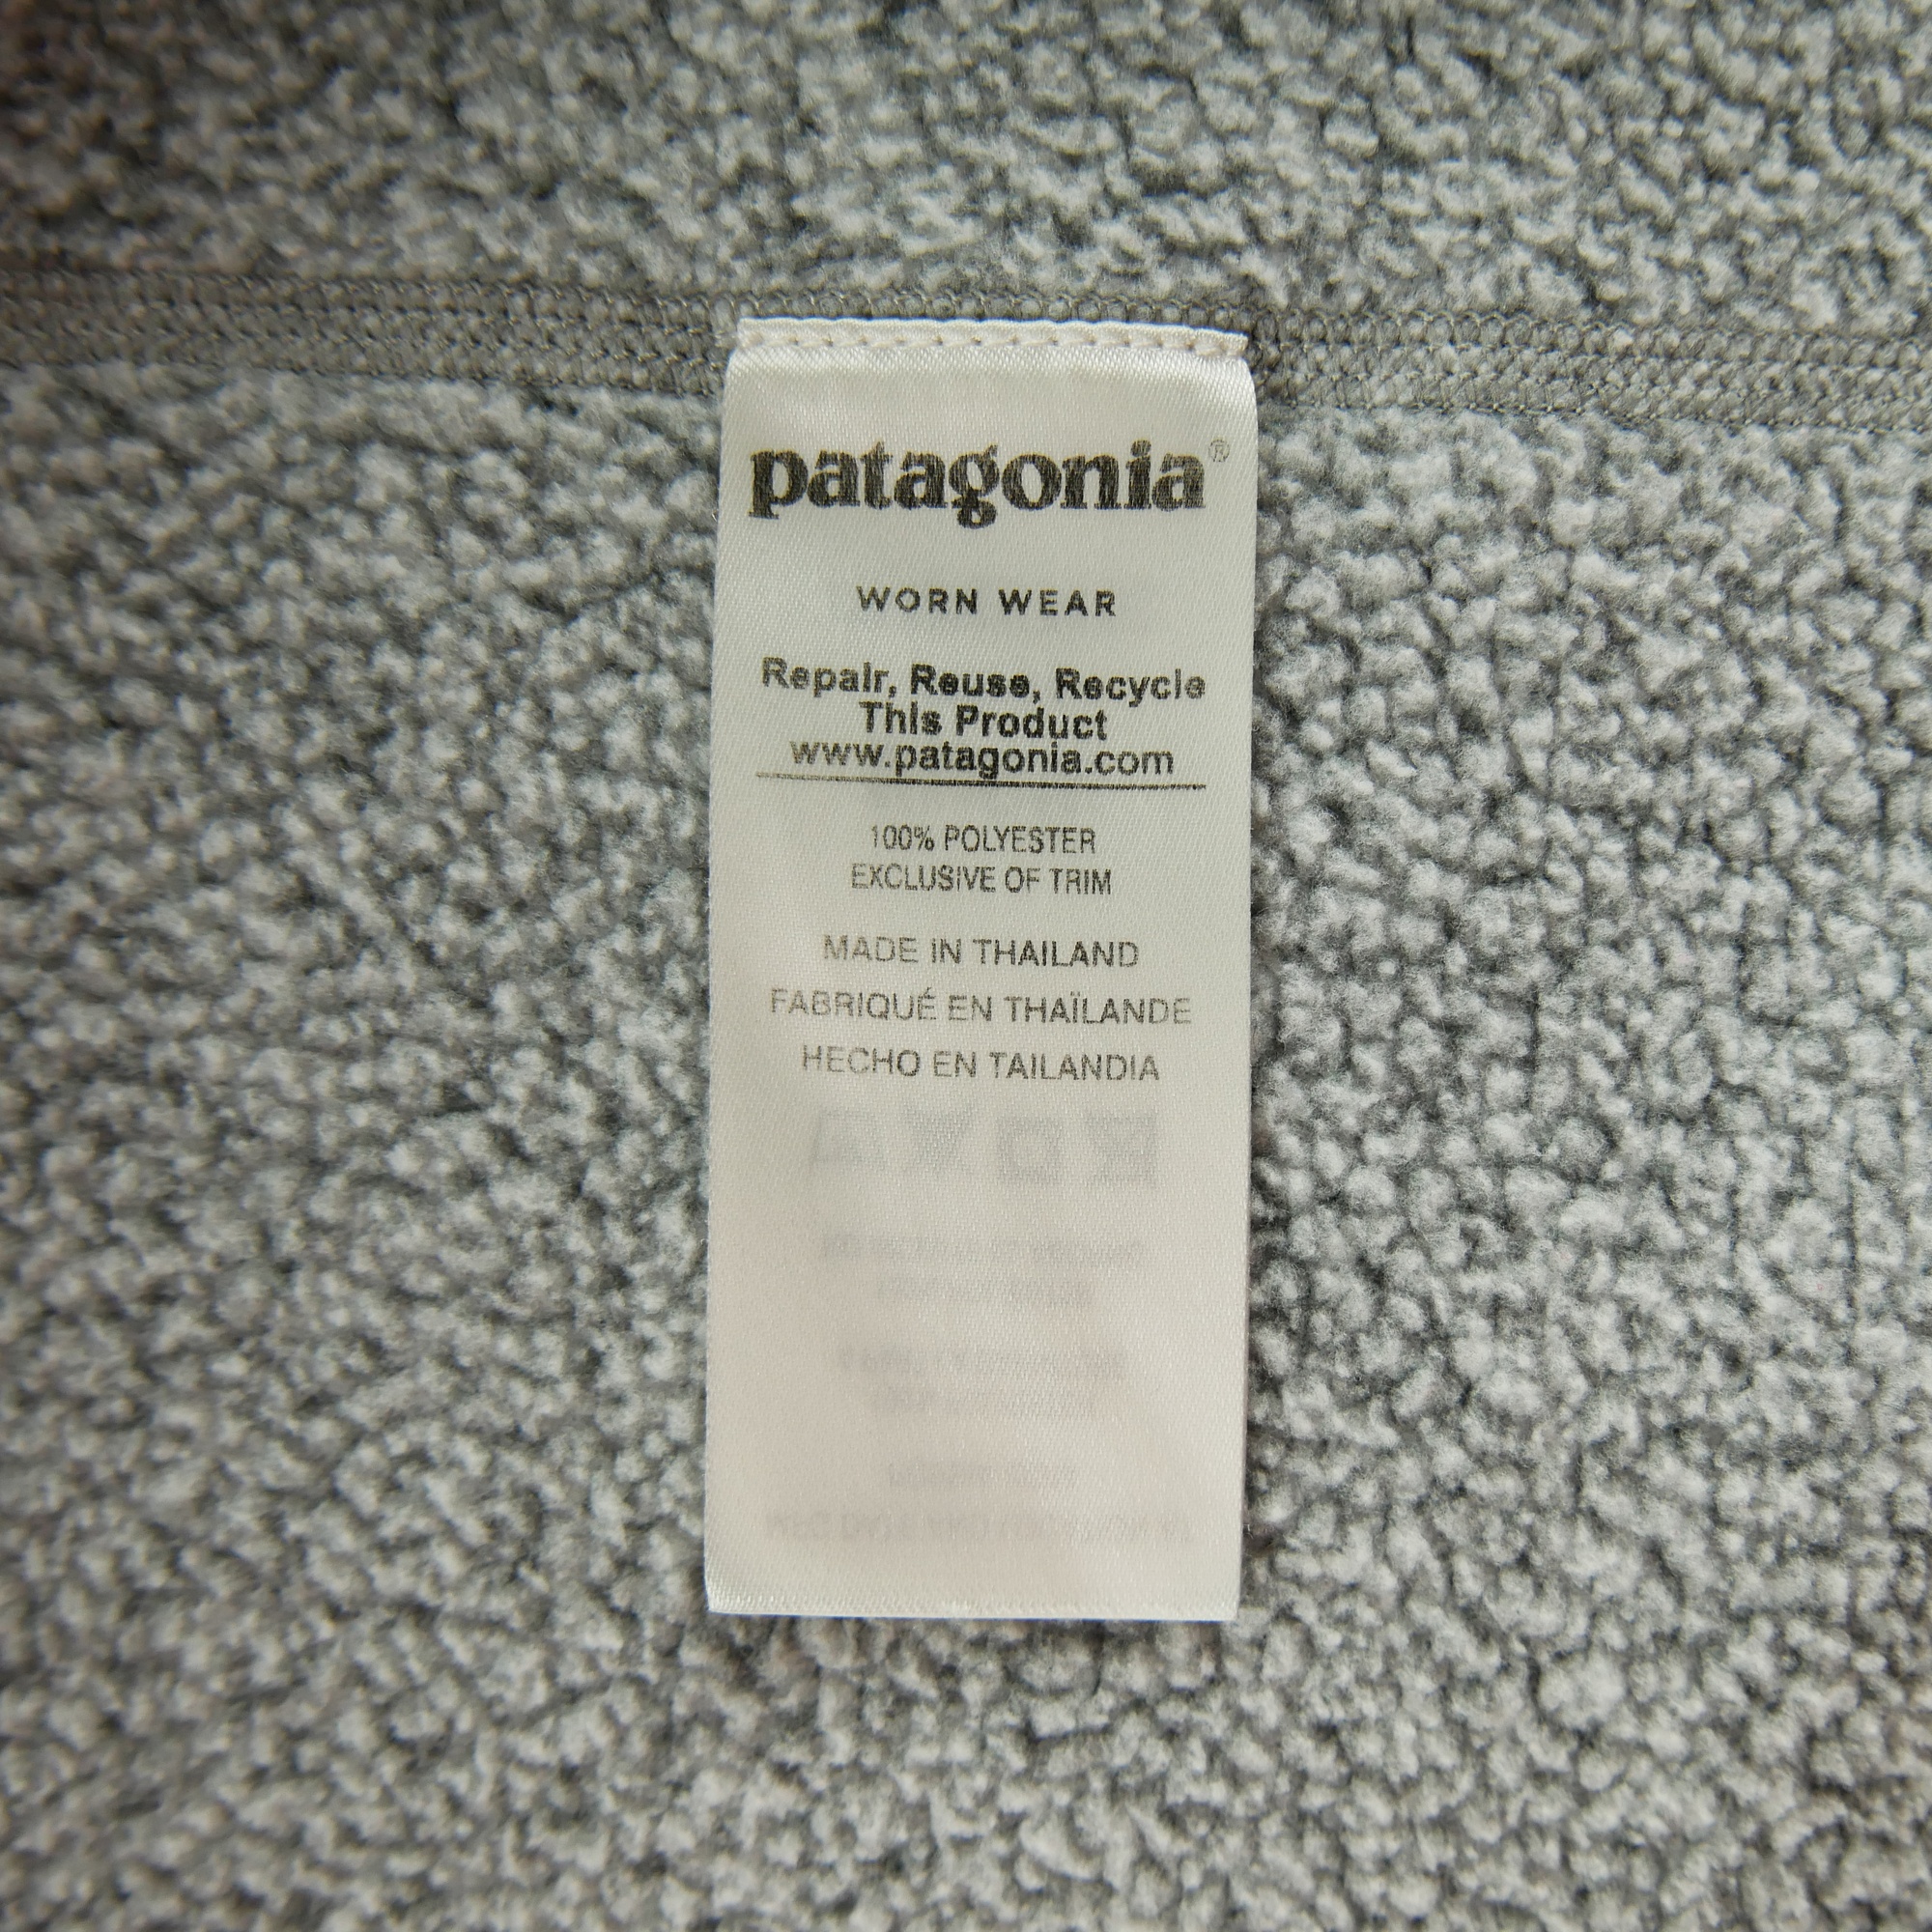 patagonia®
WORN WEAR
Repair, Reuse, Recycle
This Product
www.patagonia.com
100% POLYESTER
EXCLUSIVE OF TRIM
MADE IN THAILAND
FABRIQUÉ EN THAÏLANDE
HECHO EN TAILANDIA